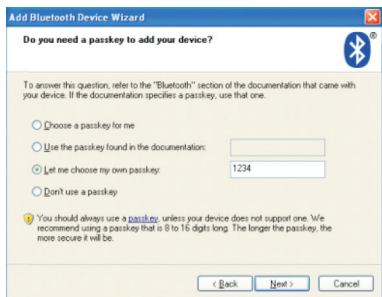 Add Bluetooth Device Wizard
Do you need a passkey to add your device?
®
To answer this question, refer to the "Bluetooth" section of the documentation that came with
your device. If the documentation specifies a passkey, use that one.
Choose a passkey for me
Use the passkey found in the documentation:
Let me choose my own passkey: 1234
Don't use a passkey
You should always use a passkey, unless your device does not support one. We
recommend using a passkey that is 8 to 16 digits long. The longer the passkey, the
more secure it will be.
< Back Next > Cancel